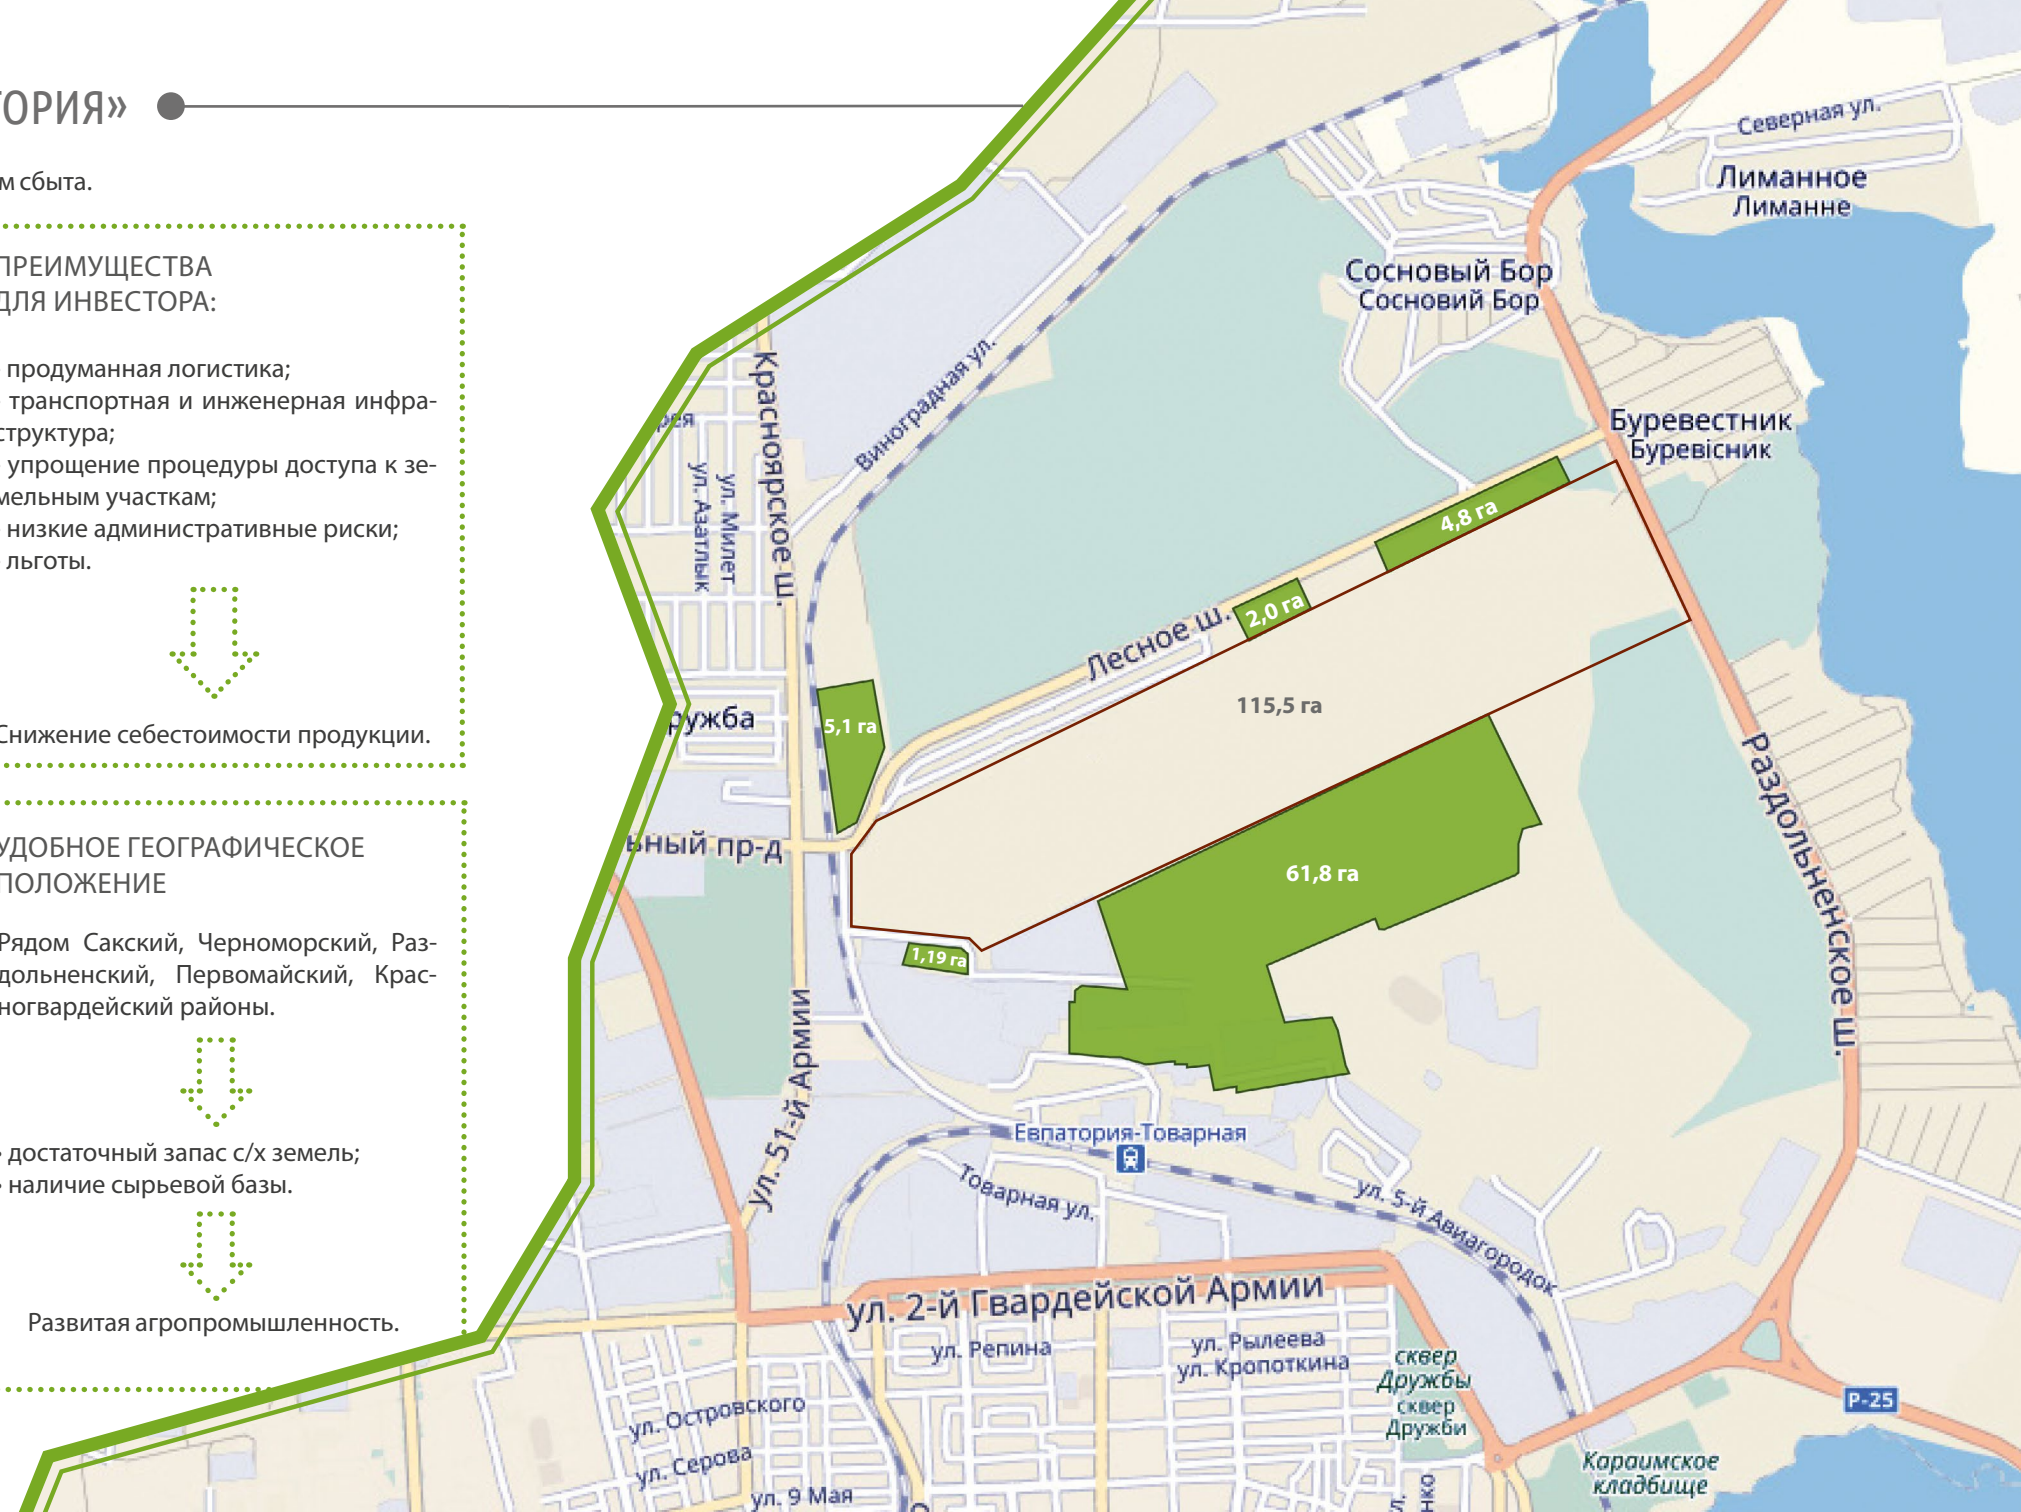 ОРИЯ»
м сбыта.
ПРЕИМУЩЕСТВА
ДЛЯ ИНВЕСТОРА:
продуманная логистика;
транспортная и инженерная инфра-
структура;
упрощение процедуры доступа к зе-
мельным участкам;
низкие административные риски;
льготы.
Снижение себестоимости продукции.
УДОБНОЕ ГЕОГРАФИЧЕСКОЕ
ПОЛОЖЕНИЕ
Рядом Сакский, Черноморский, Раз-
дольненский, Первомайский, Крас-
ногвардейский районы.
достаточный запас с/х земель;
наличие сырьевой базы.
Развитая агропромышленность.
Северная ул.
Лиманное
Лиманне
Сосновый Бор
Сосновий Бор
Буревестник
Буревісник
Красноярское ш.
Виноградная ул.
рея
ул. Азатлык
ул. Милет
4,8 га
2,0 га
Лесное ш.
115,5 га
5,1 га
ружба
Раздольненское ш.
ьный пр-д
61,8 га
1,19 га
ул. 51-й Армии
Евпатория-Товарная
Товарная ул.
ул. 5-й Авиагородок
ул. 2-й Гвардейской Армии
ул. Репина
ул. Рылеева
ул. Кропоткина
сквер
Дружбы
сквер
Дружби
Р-25
ул. Островского
ул. Серова
ул. 9 Мая
Караимское
кладбище
нко